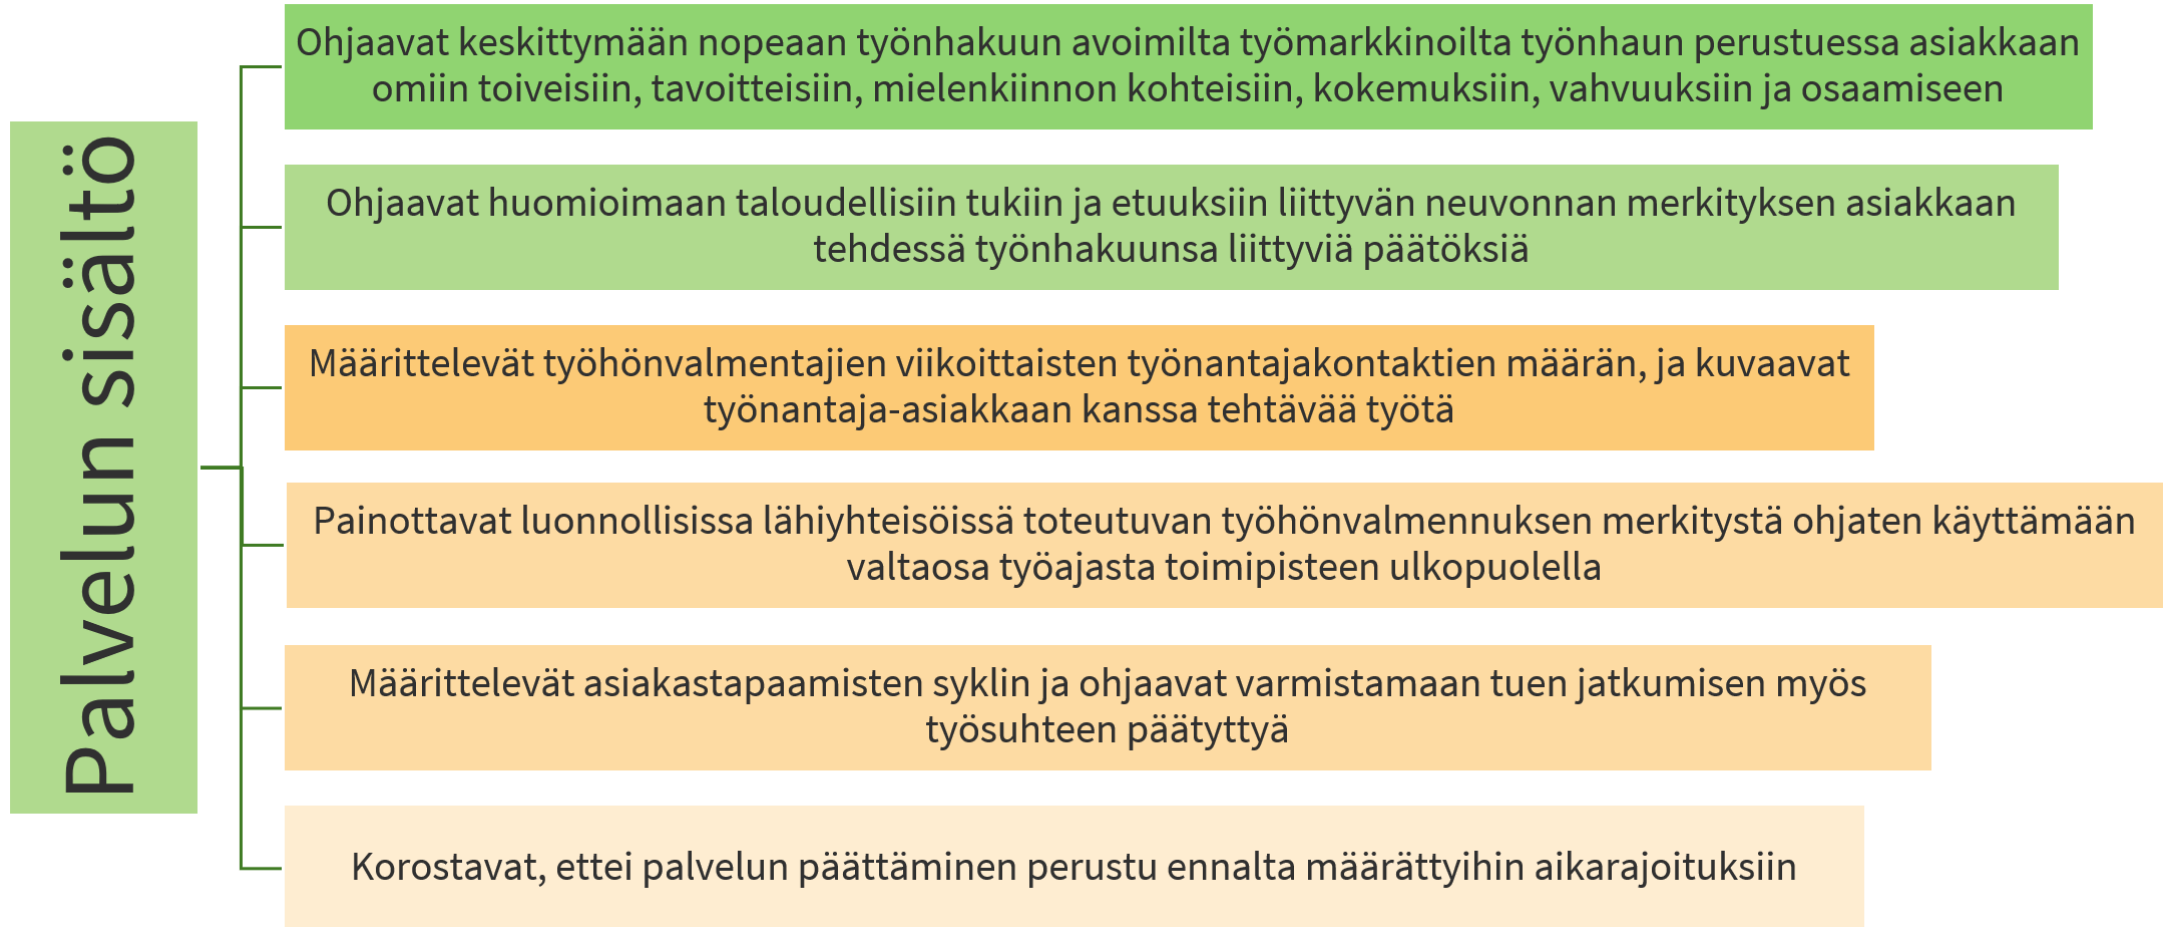 Palvelun sisältö
Ohjaavat keskittymään nopeaan työnhakuun avoimilta työmarkkinoilta työnhaun perustuessa asiakkaan
omiin toiveisiin, tavoitteisiin, mielenkiinnon kohteisiin, kokemuksiin, vahvuuksiin ja osaamiseen
Ohjaavat huomioimaan taloudellisiin tukiin ja etuuksiin liittyvän neuvonnan merkityksen asiakkaan
tehdessä työnhakuunsa liittyviä päätöksiä
Määrittelevät työhönvalmentajien viikoittaisten työnantajakontaktien määrän, ja kuvaavat
työnantaja-asiakkaan kanssa tehtävää työtä
Painottavat luonnollisissa lähiyhteisöissä toteutuvan työhönvalmennuksen merkitystä ohjaten käyttämään
valtaosa työajasta toimipisteen ulkopuolella
Määrittelevät asiakastapaamisten syklin ja ohjaavat varmistamaan tuen jatkumisen myös
työsuhteen päätyttyä
Korostavat, ettei palvelun päättäminen perustu ennalta määrättyihin aikarajoituksiin